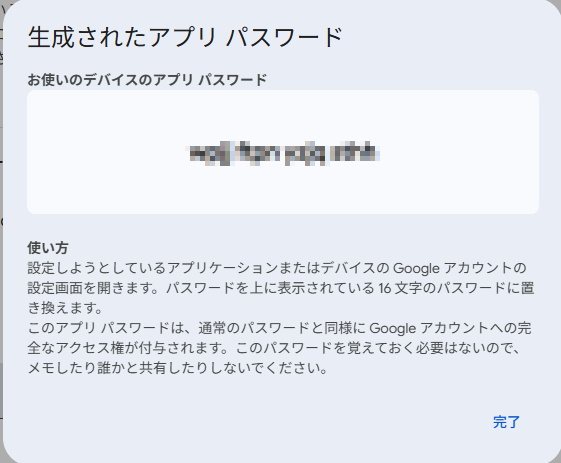 生成されたアプリ パスワード
お使いのデバイスのアプリ パスワード
使い方
設定しようとしているアプリケーションまたはデバイスの Google アカウントの
設定画面を開きます。パスワードを上に表示されている 16 文字のパスワードに置
き換えます。
このアプリ パスワードは、通常のパスワードと同様に Google アカウントへの完
全なアクセス権が付与されます。このパスワードを覚えておく必要はないので、
メモしたり誰かと共有したりしないでください。
完了